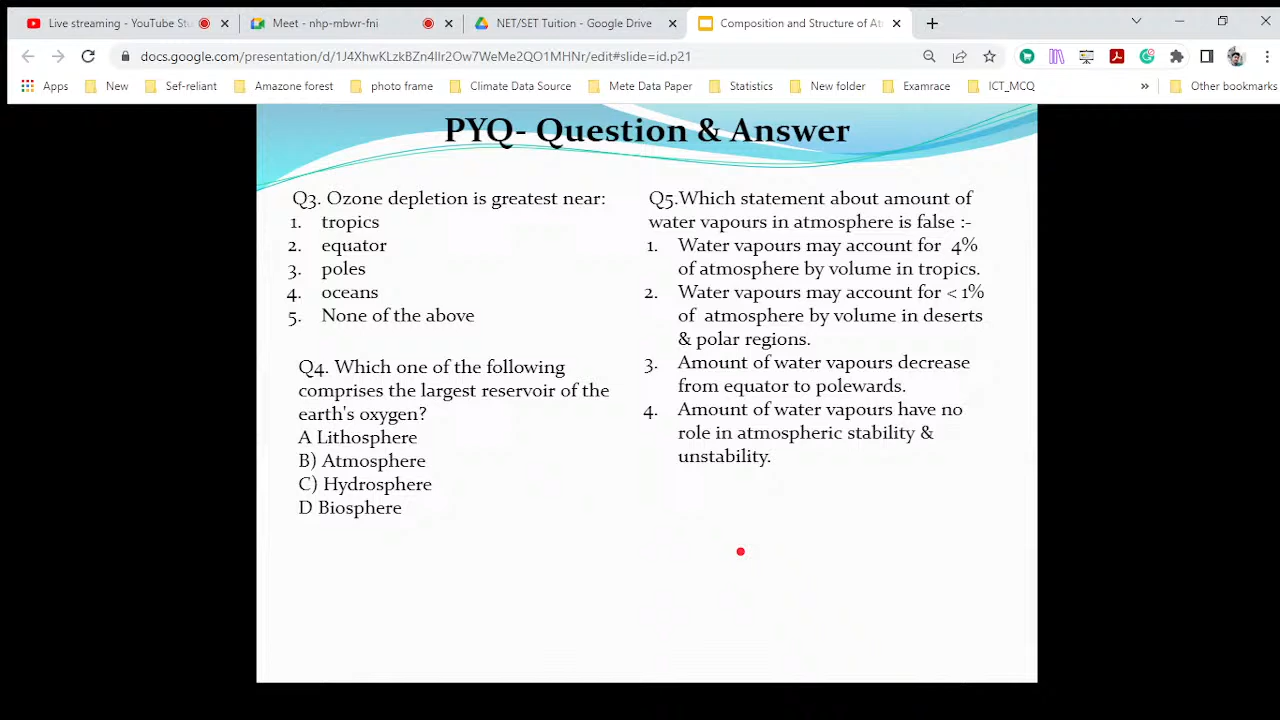 Live streaming - YouTube Stu
Meet - nhp-mbwr-fni
NET/SET Tuition - Google Drive
Composition and Structure of At
docs.google.com/presentation/d/1J4XhwKLzkBZn4lIr2Ow7WeMe2QO1MHNr/edit#slide=id.p21
Apps
New
Sef-reliant
Amazone forest
photo frame
Climate Data Source
Mete Data Paper
Statistics
New folder
Examrace
ICT_MCQ
Other bookmarks
PYQ- Question & Answer
Q3. Ozone depletion is greatest near:
1. tropics
2. equator
3. poles
4. oceans
5. None of the above
Q4. Which one of the following
comprises the largest reservoir of the
earth's oxygen?
A Lithosphere
B) Atmosphere
C) Hydrosphere
D Biosphere
Q5.Which statement about amount of
water vapours in atmosphere is false :-
1. Water vapours may account for 4%
of atmosphere by volume in tropics.
2. Water vapours may account for < 1%
of atmosphere by volume in deserts
& polar regions.
3. Amount of water vapours decrease
from equator to polewards.
4. Amount of water vapours have no
role in atmospheric stability &
unstability.